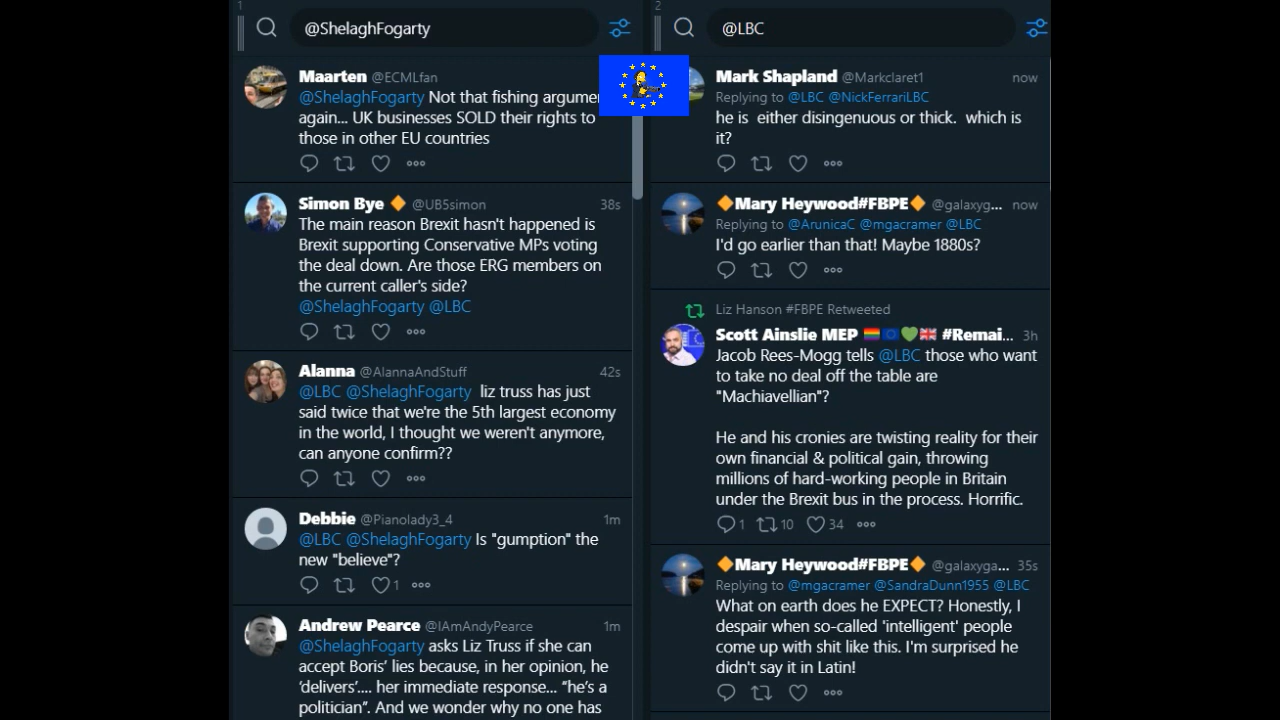 1
@ShelaghFogarty
Maarten @ECMLfan
@ShelaghFogarty Not that fishing argume
again... UK businesses SOLD their rights to
those in other EU countries
Simon Bye 🔶 @UB5simon 38s
The main reason Brexit hasn't happened is
Brexit supporting Conservative MPs voting
the deal down. Are those ERG members on
the current caller's side?
@ShelaghFogarty @LBC
Alanna @AlannaAndStuff 42s
@LBC @ShelaghFogarty liz truss has just
said twice that we're the 5th largest economy
in the world, I thought we weren't anymore,
can anyone confirm??
Debbie @Pianolady3_4 1m
@LBC @ShelaghFogarty Is "gumption" the
new "believe"?
1
Andrew Pearce @IAmAndyPearce 1m
@ShelaghFogarty asks Liz Truss if she can
accept Boris’ lies because, in her opinion, he
‘delivers’.... her immediate response... “he’s a
politician”. And we wonder why no one has
2
@LBC
Mark Shapland @Markclaret1 now
Replying to @LBC @NickFerrariLBC
he is either disingenuous or thick. which is
it?
🔶Mary Heywood#FBPE🔶 @galaxyg... now
Replying to @ArunicaC @mgacramer @LBC
I'd go earlier than that! Maybe 1880s?
Liz Hanson #FBPE Retweeted
Scott Ainslie MEP 🏳️‍🌈🇪🇺💚🇬🇧 #Remai... 3h
Jacob Rees-Mogg tells @LBC those who want
to take no deal off the table are
"Machiavellian"?
He and his cronies are twisting reality for their
own financial & political gain, throwing
millions of hard-working people in Britain
under the Brexit bus in the process. Horrific.
1 10 34
🔶Mary Heywood#FBPE🔶 @galaxyga... 35s
Replying to @mgacramer @SandraDunn1955 @LBC
What on earth does he EXPECT? Honestly, I
despair when so-called 'intelligent' people
come up with shit like this. I'm surprised he
didn't say it in Latin!